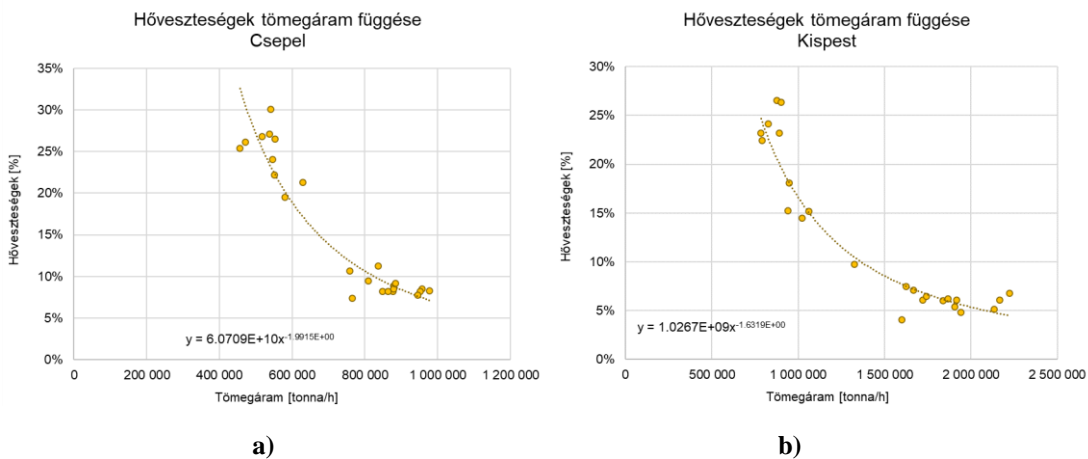 Hőveszteségek tömegáram függése
Csepel
35%
30%
25%
20%
15%
10%
5%
0%
Hőveszteségek [%]
y = 6.0709E+10x-1.9915E+00
0
200 000
400 000
600 000
800 000
1 000 000
1 200 000
Tömegáram [tonna/h]
a)
Hőveszteségek tömegáram függése
Kispest
30%
25%
20%
15%
10%
5%
0%
Hőveszteségek [%]
y = 1.0267E+09x-1.6319E+00
0
500 000
1 000 000
1 500 000
2 000 000
2 500 000
Tömegáram [tonna/h]
b)